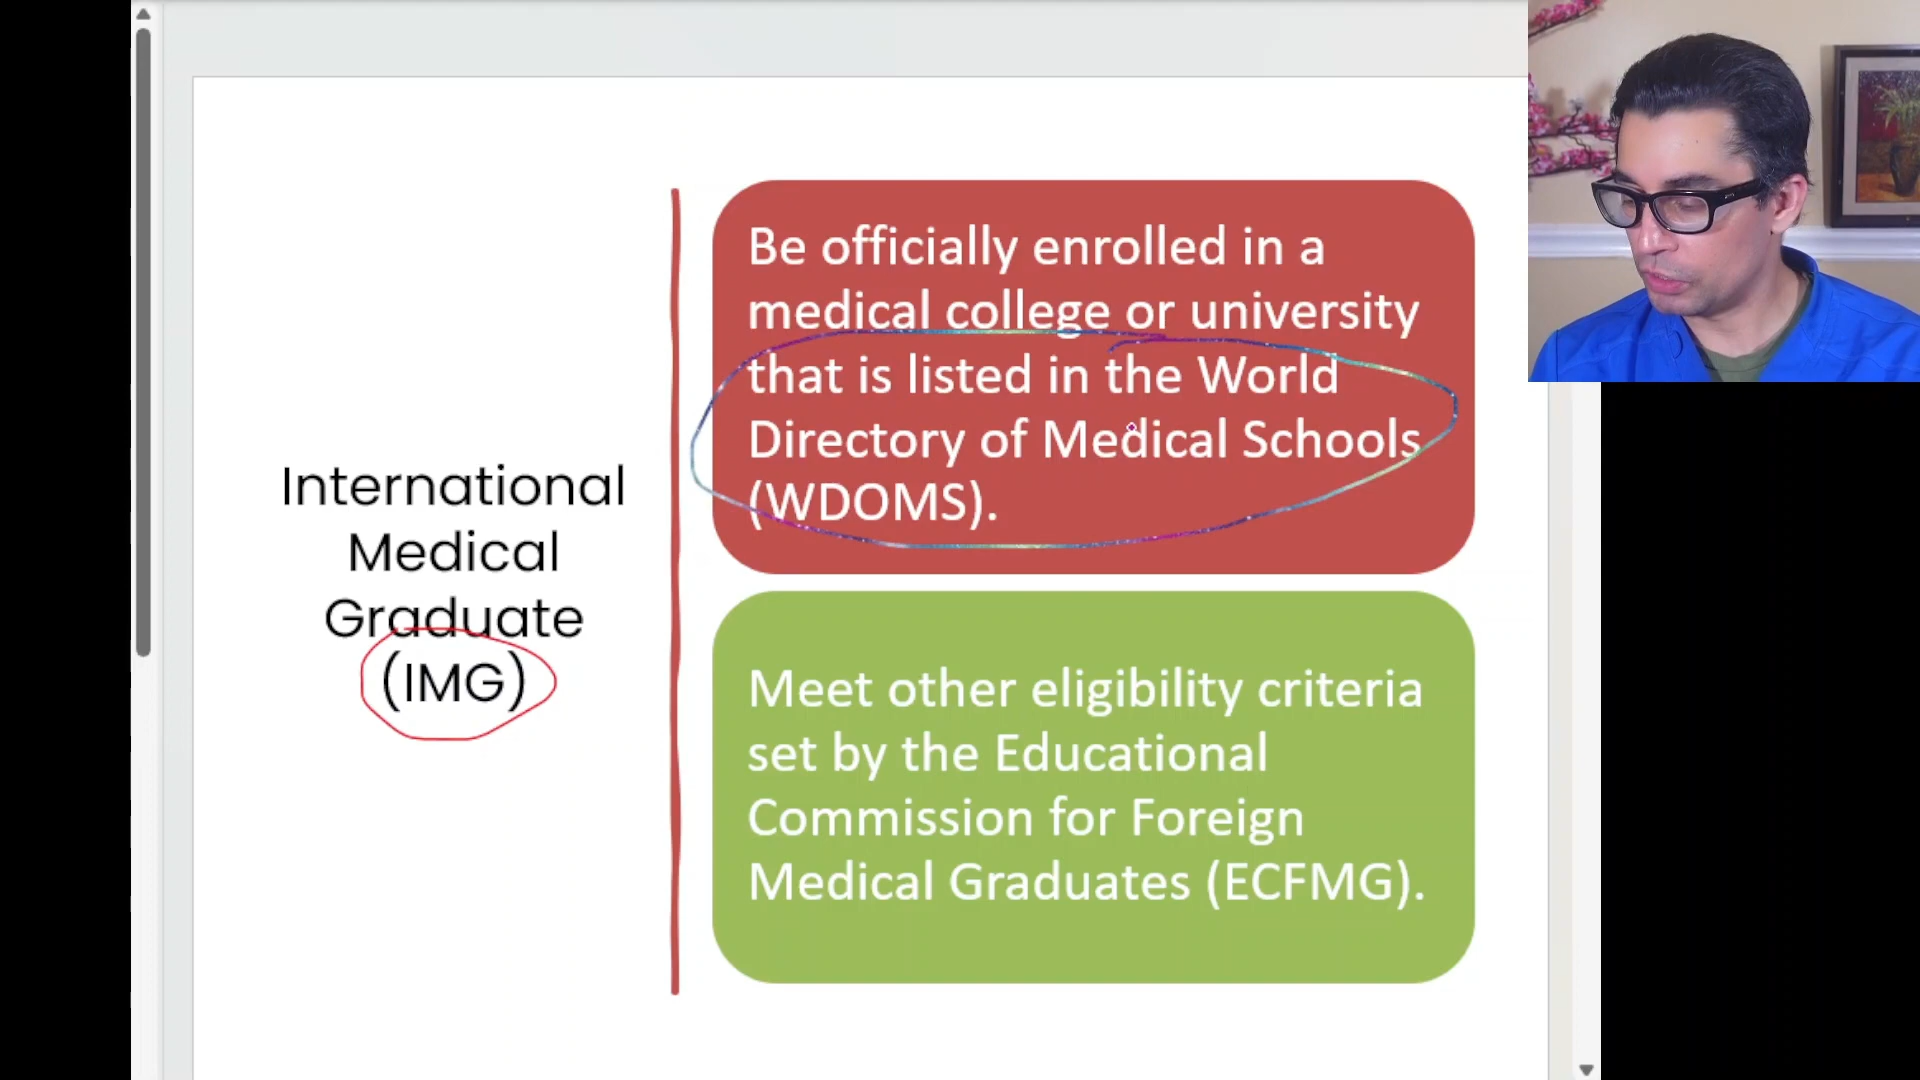 International
Medical
Graduate
(IMG)
Be officially enrolled in a
medical college or university
that is listed in the World
Directory of Medical Schools
(WDOMS).
Meet other eligibility criteria
set by the Educational
Commission for Foreign
Medical Graduates (ECFMG).